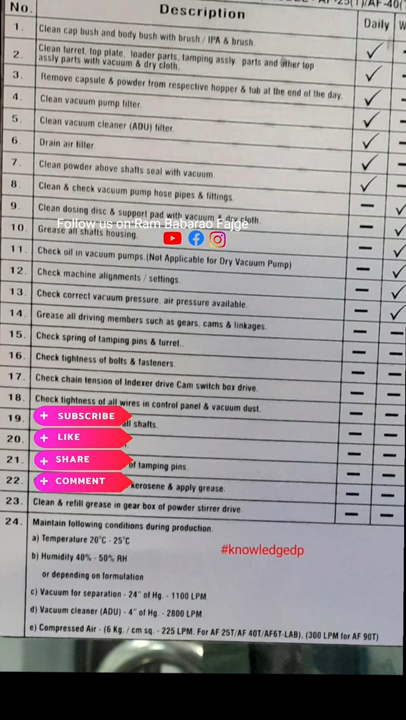 AF-25(T)/AF-40(
No. Description Daily W
1. Clean cap bush and body bush with brush / IPA & brush.
2. Clean turret, top plate, loader parts, tamping assly. parts and other top
assly parts with vacuum & dry cloth.
3. Remove capsule & powder from respective hopper & tub at the end of the day.
4. Clean vacuum pump filter.
5. Clean vacuum cleaner (ADU) filter.
6. Drain air filter.
7. Clean powder above shafts seal with vacuum.
8. Clean & check vacuum pump hose pipes & fittings.
9. Clean dosing disc & support pad with vacuum & dry cloth.
Follow us on Ram Babarao Fajge
10. Grease all shafts housing.
11. Check oil in vacuum pumps.(Not Applicable for Dry Vacuum Pump)
12. Check machine alignments / settings.
13. Check correct vacuum pressure, air pressure available.
14. Grease all driving members such as gears, cams & linkages.
15. Check spring of tamping pins & turret..
16. Check tightness of bolts & fasteners.
17. Check chain tension of Indexer drive Cam switch box drive.
18. Check tightness of all wires in control panel & vacuum dust.
19. all shafts.
+ SUBSCRIBE
20.
+ LIKE
21. of tamping pins.
+ SHARE
22. kerosene & apply grease.
+ COMMENT
23. Clean & refill grease in gear box of powder stirrer drive
24. Maintain following conditions during production.
a) Temperature 20°C - 25°C
#knowledgedp
b) Humidity 40% - 50% RH
or depending on formulation
c) Vacuum for separation - 24" of Hg. - 1100 LPM
d) Vacuum cleaner (ADU) - 4" of Hg. - 2800 LPM.
e) Compressed Air - (6 Kg. / cm sq. - 225 LPM. For AF 25T/AF 40T/AF6T-LAB), (300 LPM for AF 90T)